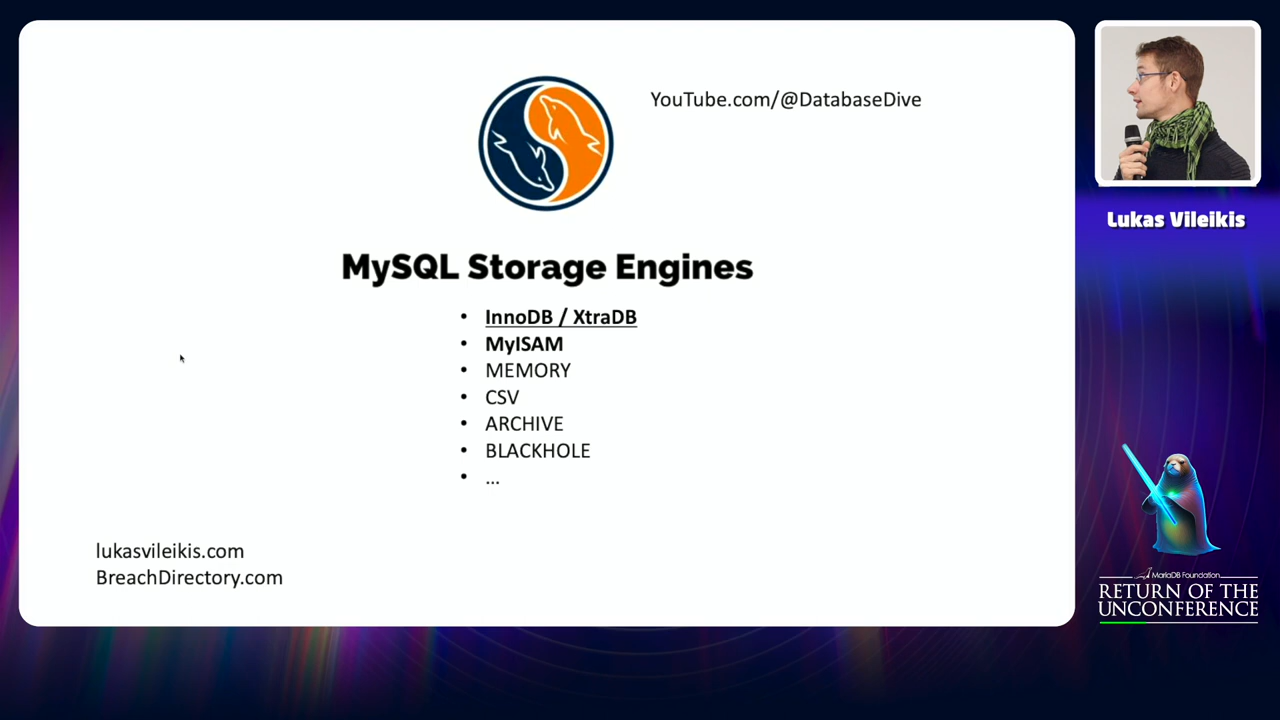 YouTube.com/@DatabaseDive
MySQL Storage Engines
• InnoDB / XtraDB
• MyISAM
• MEMORY
• CSV
• ARCHIVE
• BLACKHOLE
• ...
lukasvileikis.com
BreachDirectory.com
Lukas Vileikis
MariaDB Foundation
RETURN OF THE
UNCONFERENCE